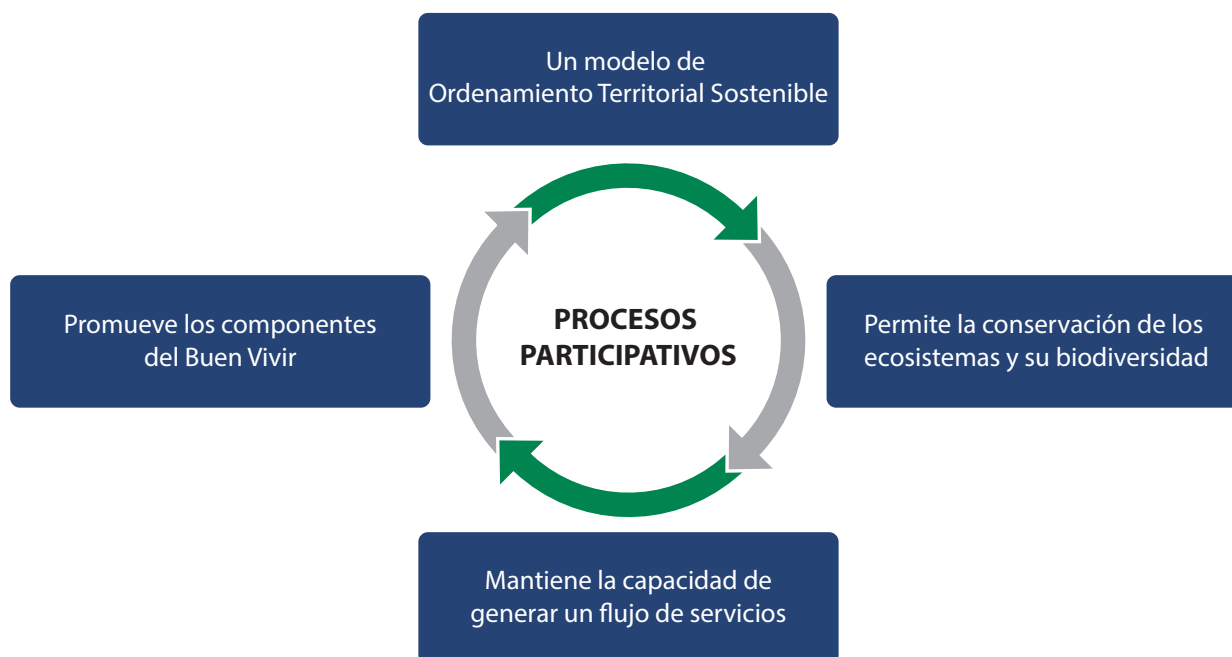 Un modelo de
Ordenamiento Territorial Sostenible
Promueve los componentes
del Buen Vivir
PROCESOS
PARTICIPATIVOS
Permite la conservación de los
ecosistemas y su biodiversidad
Mantiene la capacidad de
generar un flujo de servicios